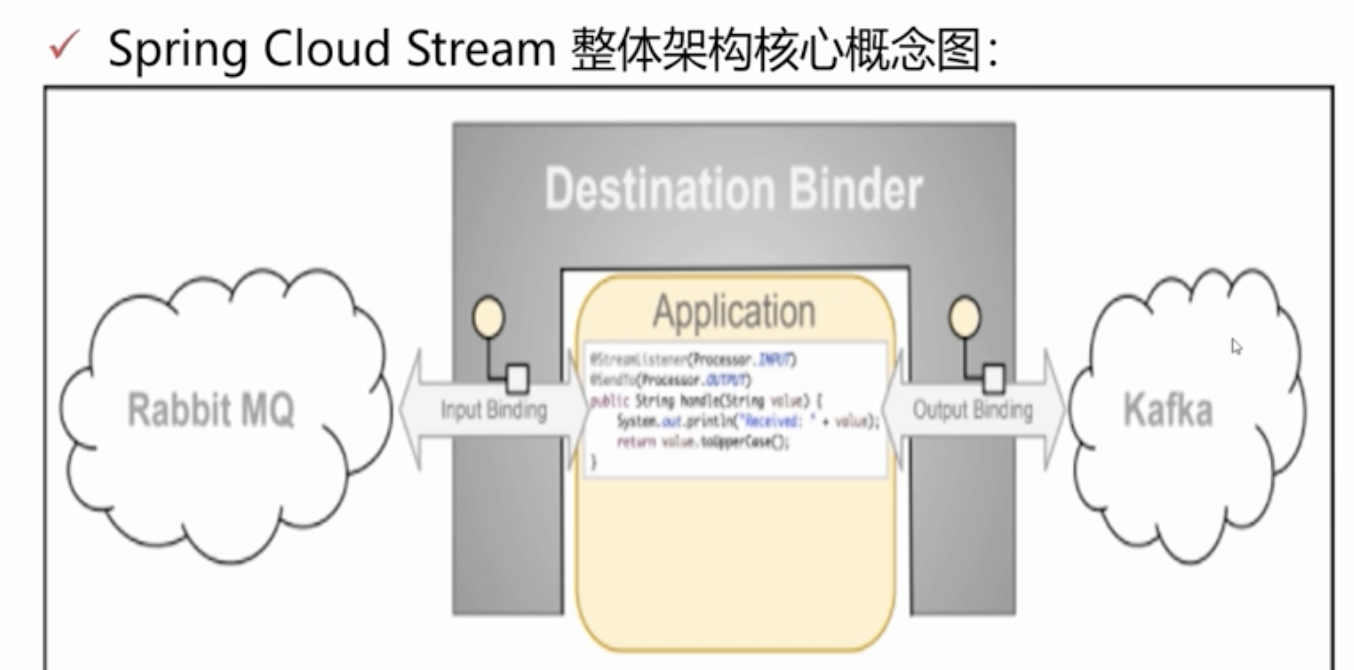 ✓ Spring Cloud Stream 整体架构核心概念图：
Destination Binder
Application
@StreamListener(Processor.INPUT)
@SendTo(Processor.OUTPUT)
public String handle(String value) {
System.out.println("Received: " + value);
return value.toUpperCase();
}
Rabbit MQ
Input Binding
Output Binding
Kafka